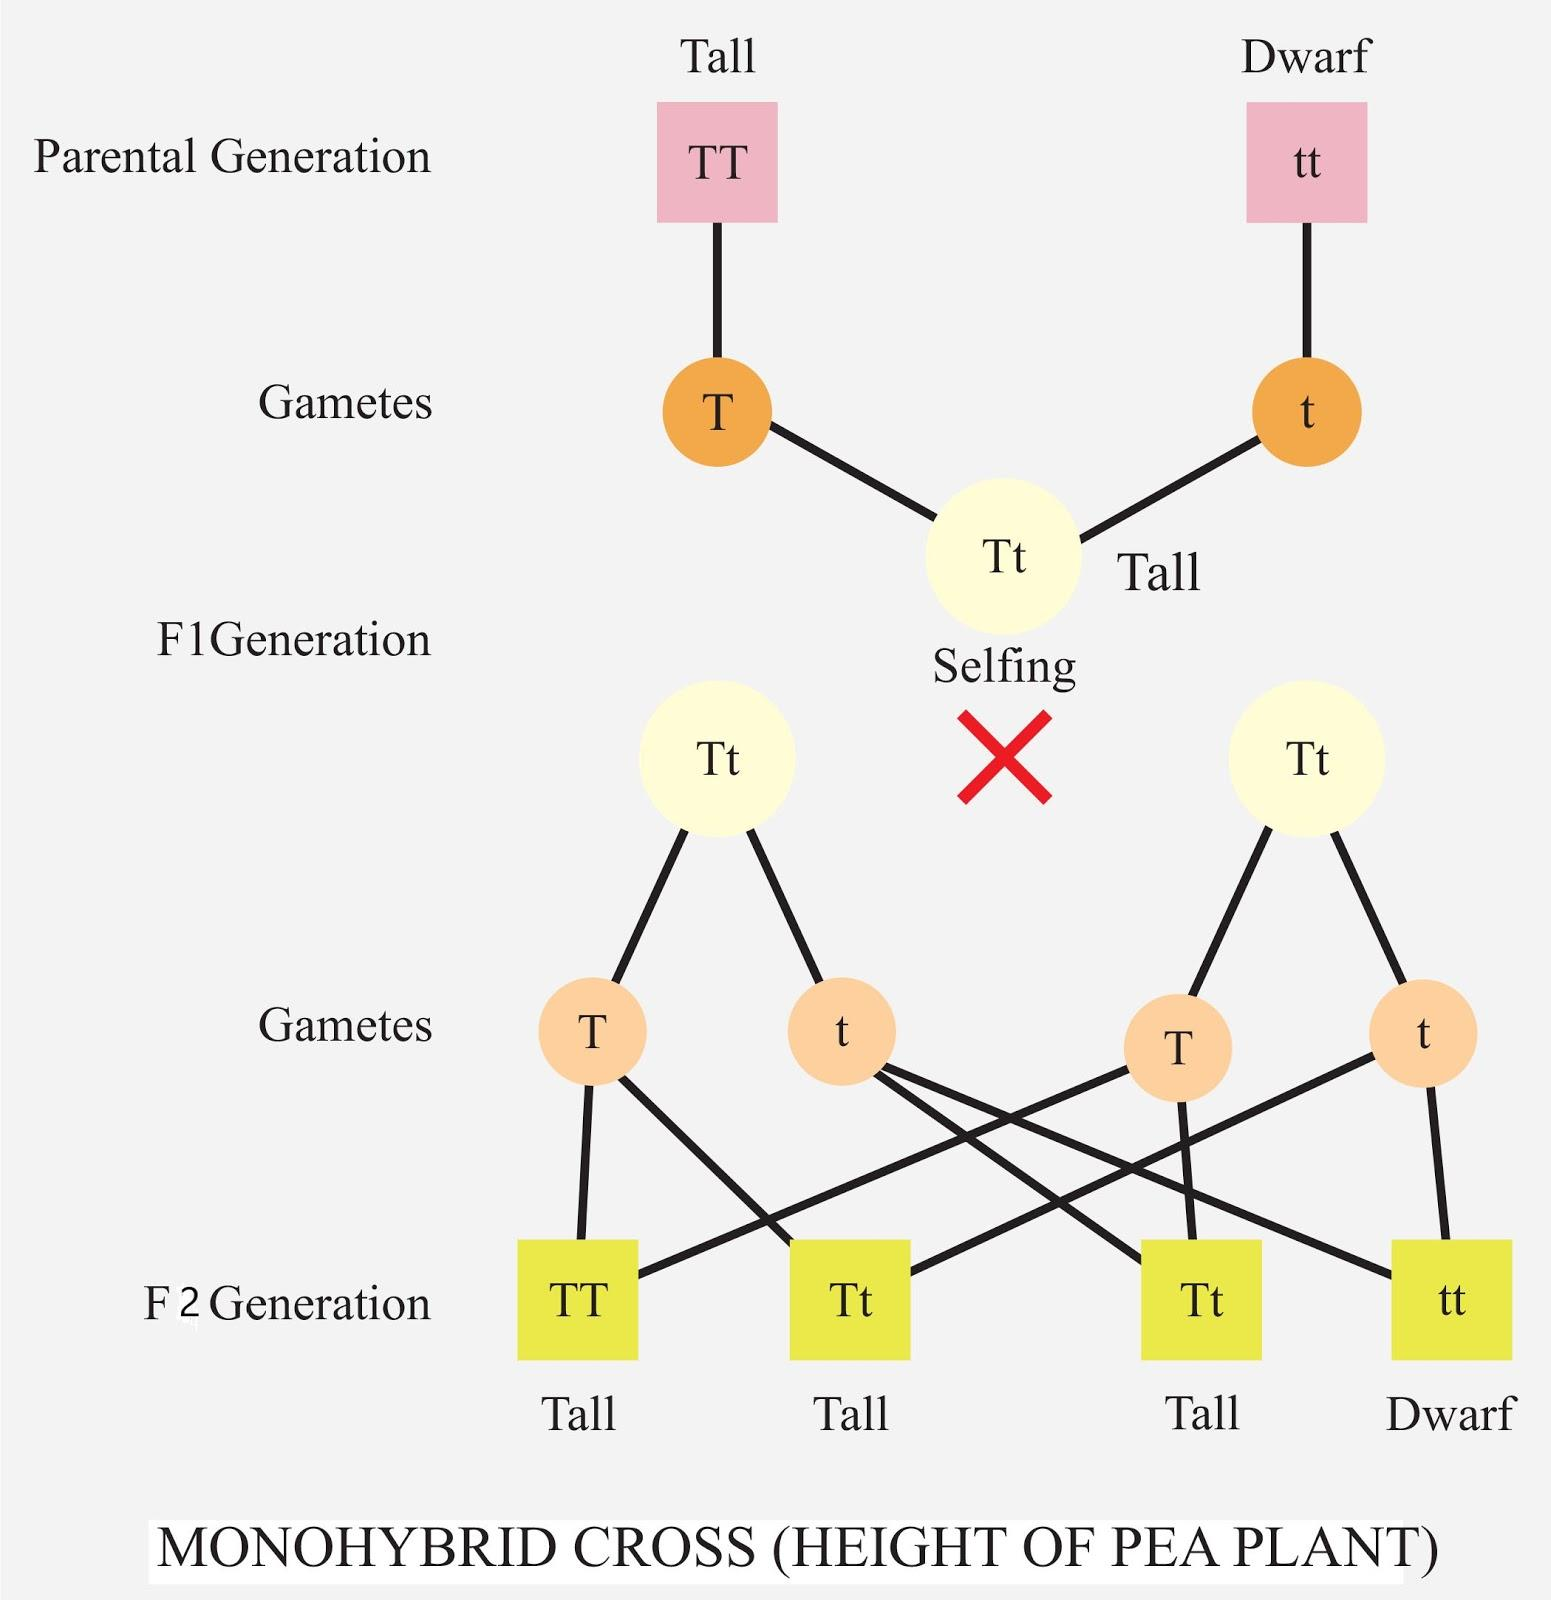 Tall Dwarf
Parental Generation TT tt
Gametes T t
Tt Tall
F1Generation
Selfing
Tt Tt
Gametes T t T t
F 2 Generation TT Tt Tt tt
Tall Tall Tall Dwarf
MONOHYBRID CROSS (HEIGHT OF PEA PLANT)